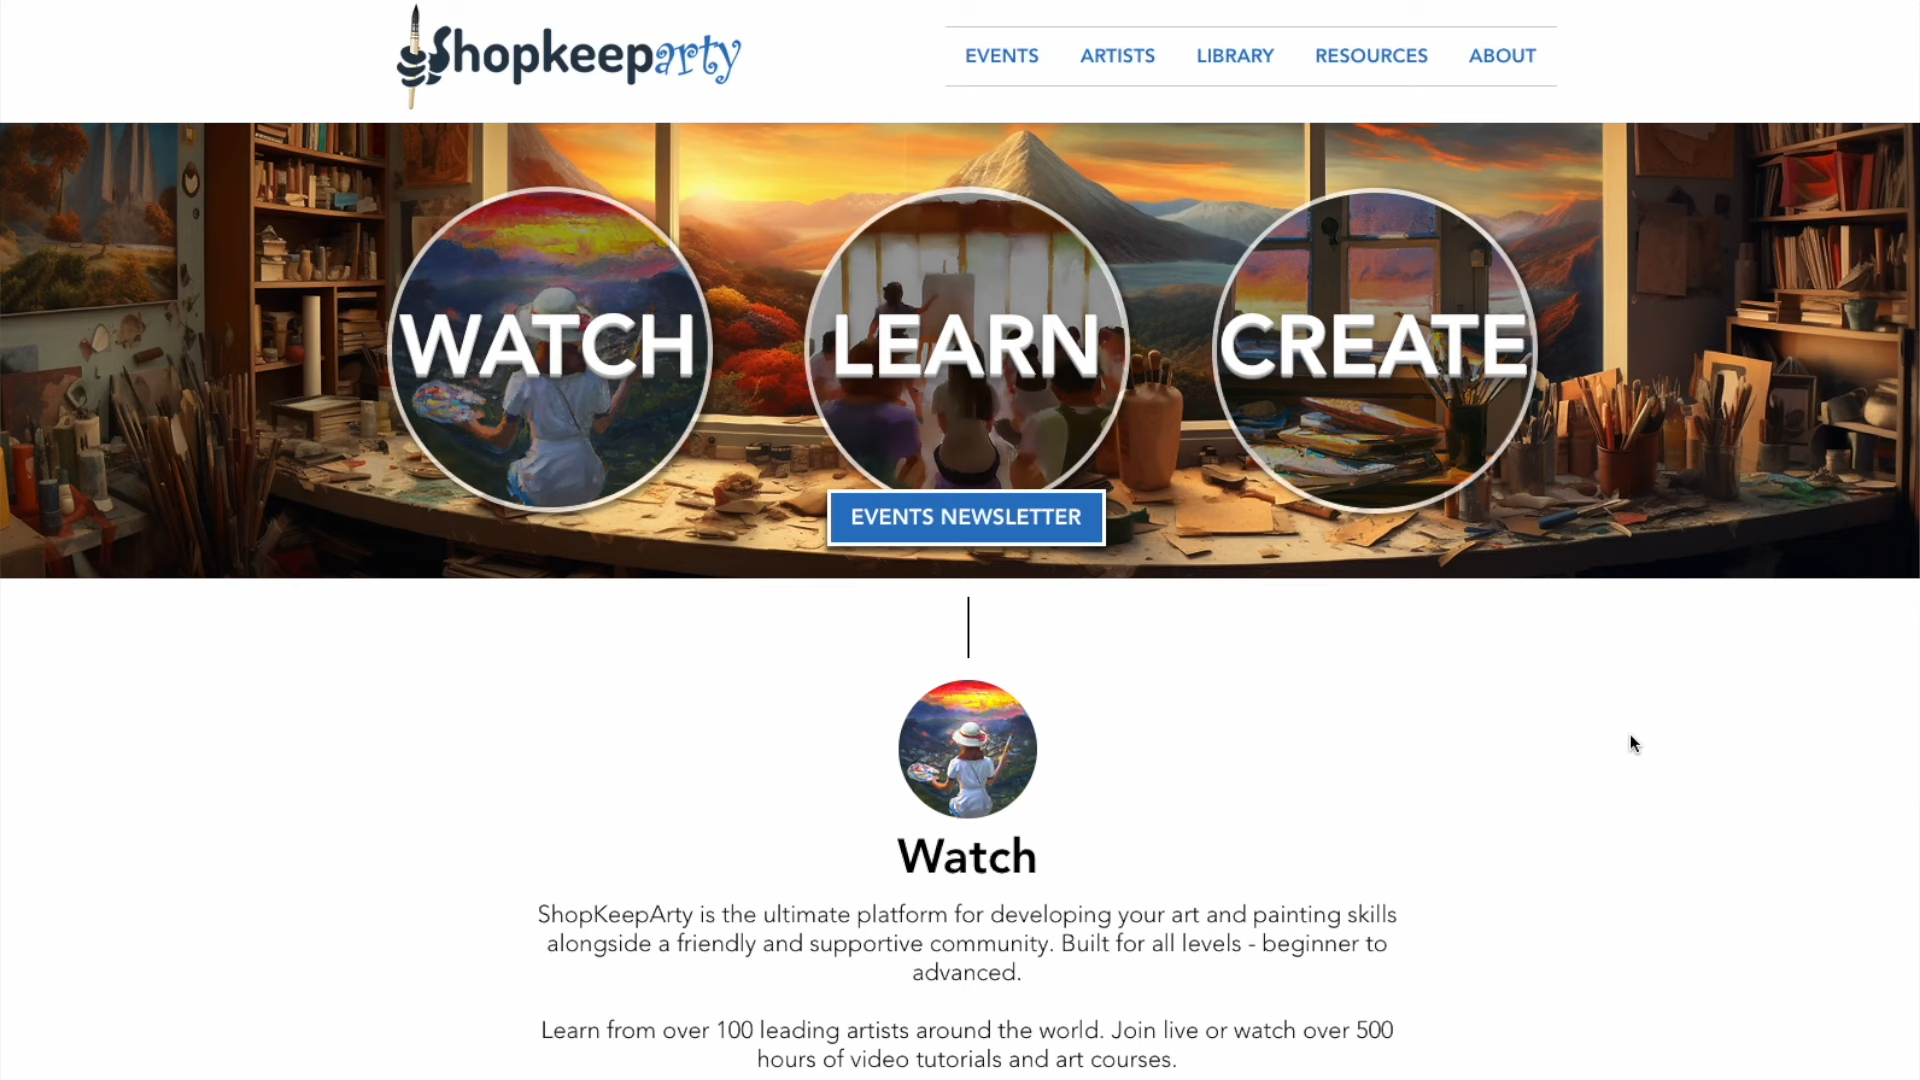 Shopkeeparty
EVENTS ARTISTS LIBRARY RESOURCES ABOUT
WATCH LEARN CREATE
EVENTS NEWSLETTER
Watch
ShopKeepArty is the ultimate platform for developing your art and painting skills
alongside a friendly and supportive community. Built for all levels - beginner to
advanced.
Learn from over 100 leading artists around the world. Join live or watch over 500
hours of video tutorials and art courses.